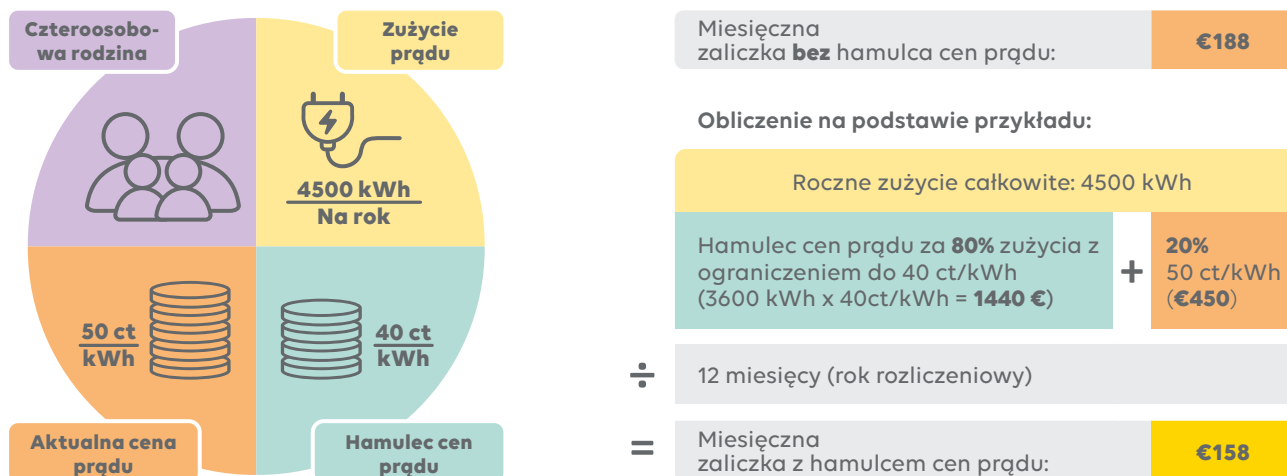 Czteroosobo-
wa rodzina
Zużycie
prądu
4500 kWh
Na rok
50 ct
kWh
40 ct
kWh
Aktualna cena
prądu
Hamulec cen
prądu
Miesięczna
zaliczka bez hamulca cen prądu:
€188
Obliczenie na podstawie przykładu:
Roczne zużycie całkowite: 4500 kWh
Hamulec cen prądu za 80% zużycia z
ograniczeniem do 40 ct/kWh
(3600 kWh x 40ct/kWh = 1440 €)
+
20%
50 ct/kWh
(€450)
÷
12 miesięcy (rok rozliczeniowy)
=
Miesięczna
zaliczka z hamulcem cen prądu:
€158